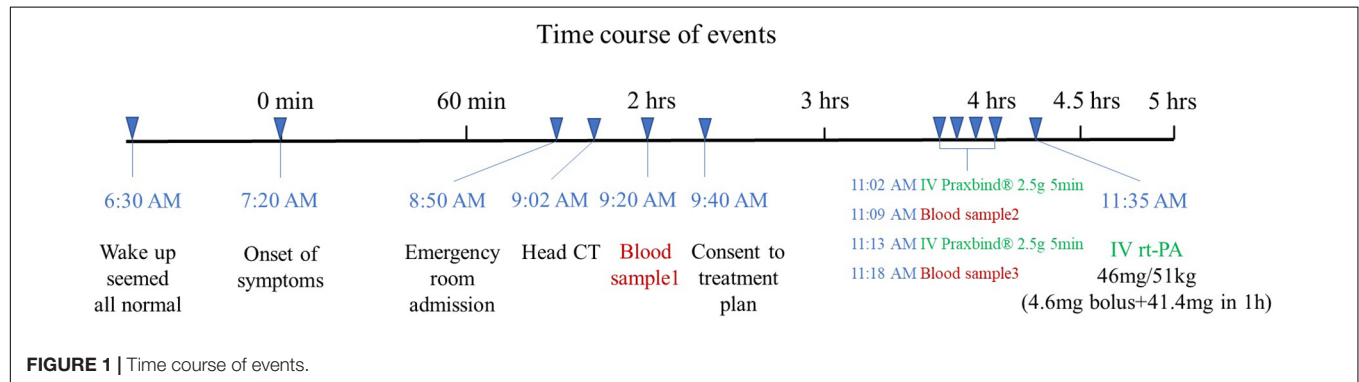 Time course of events
0 min
60 min
2 hrs
3 hrs
4 hrs
4.5 hrs
5 hrs
6:30 AM
Wake up
seemed
all normal
7:20 AM
Onset of
symptoms
8:50 AM
Emergency
room
admission
9:02 AM
Head CT
9:20 AM
Blood
sample1
9:40 AM
Consent to
treatment
plan
11:02 AM IV Praxbind® 2.5g 5min
11:09 AM Blood sample2
11:13 AM IV Praxbind® 2.5g 5min
11:18 AM Blood sample3
11:35 AM
IV rt-PA
46mg/51kg
(4.6mg bolus+41.4mg in 1h)
FIGURE 1 | Time course of events.